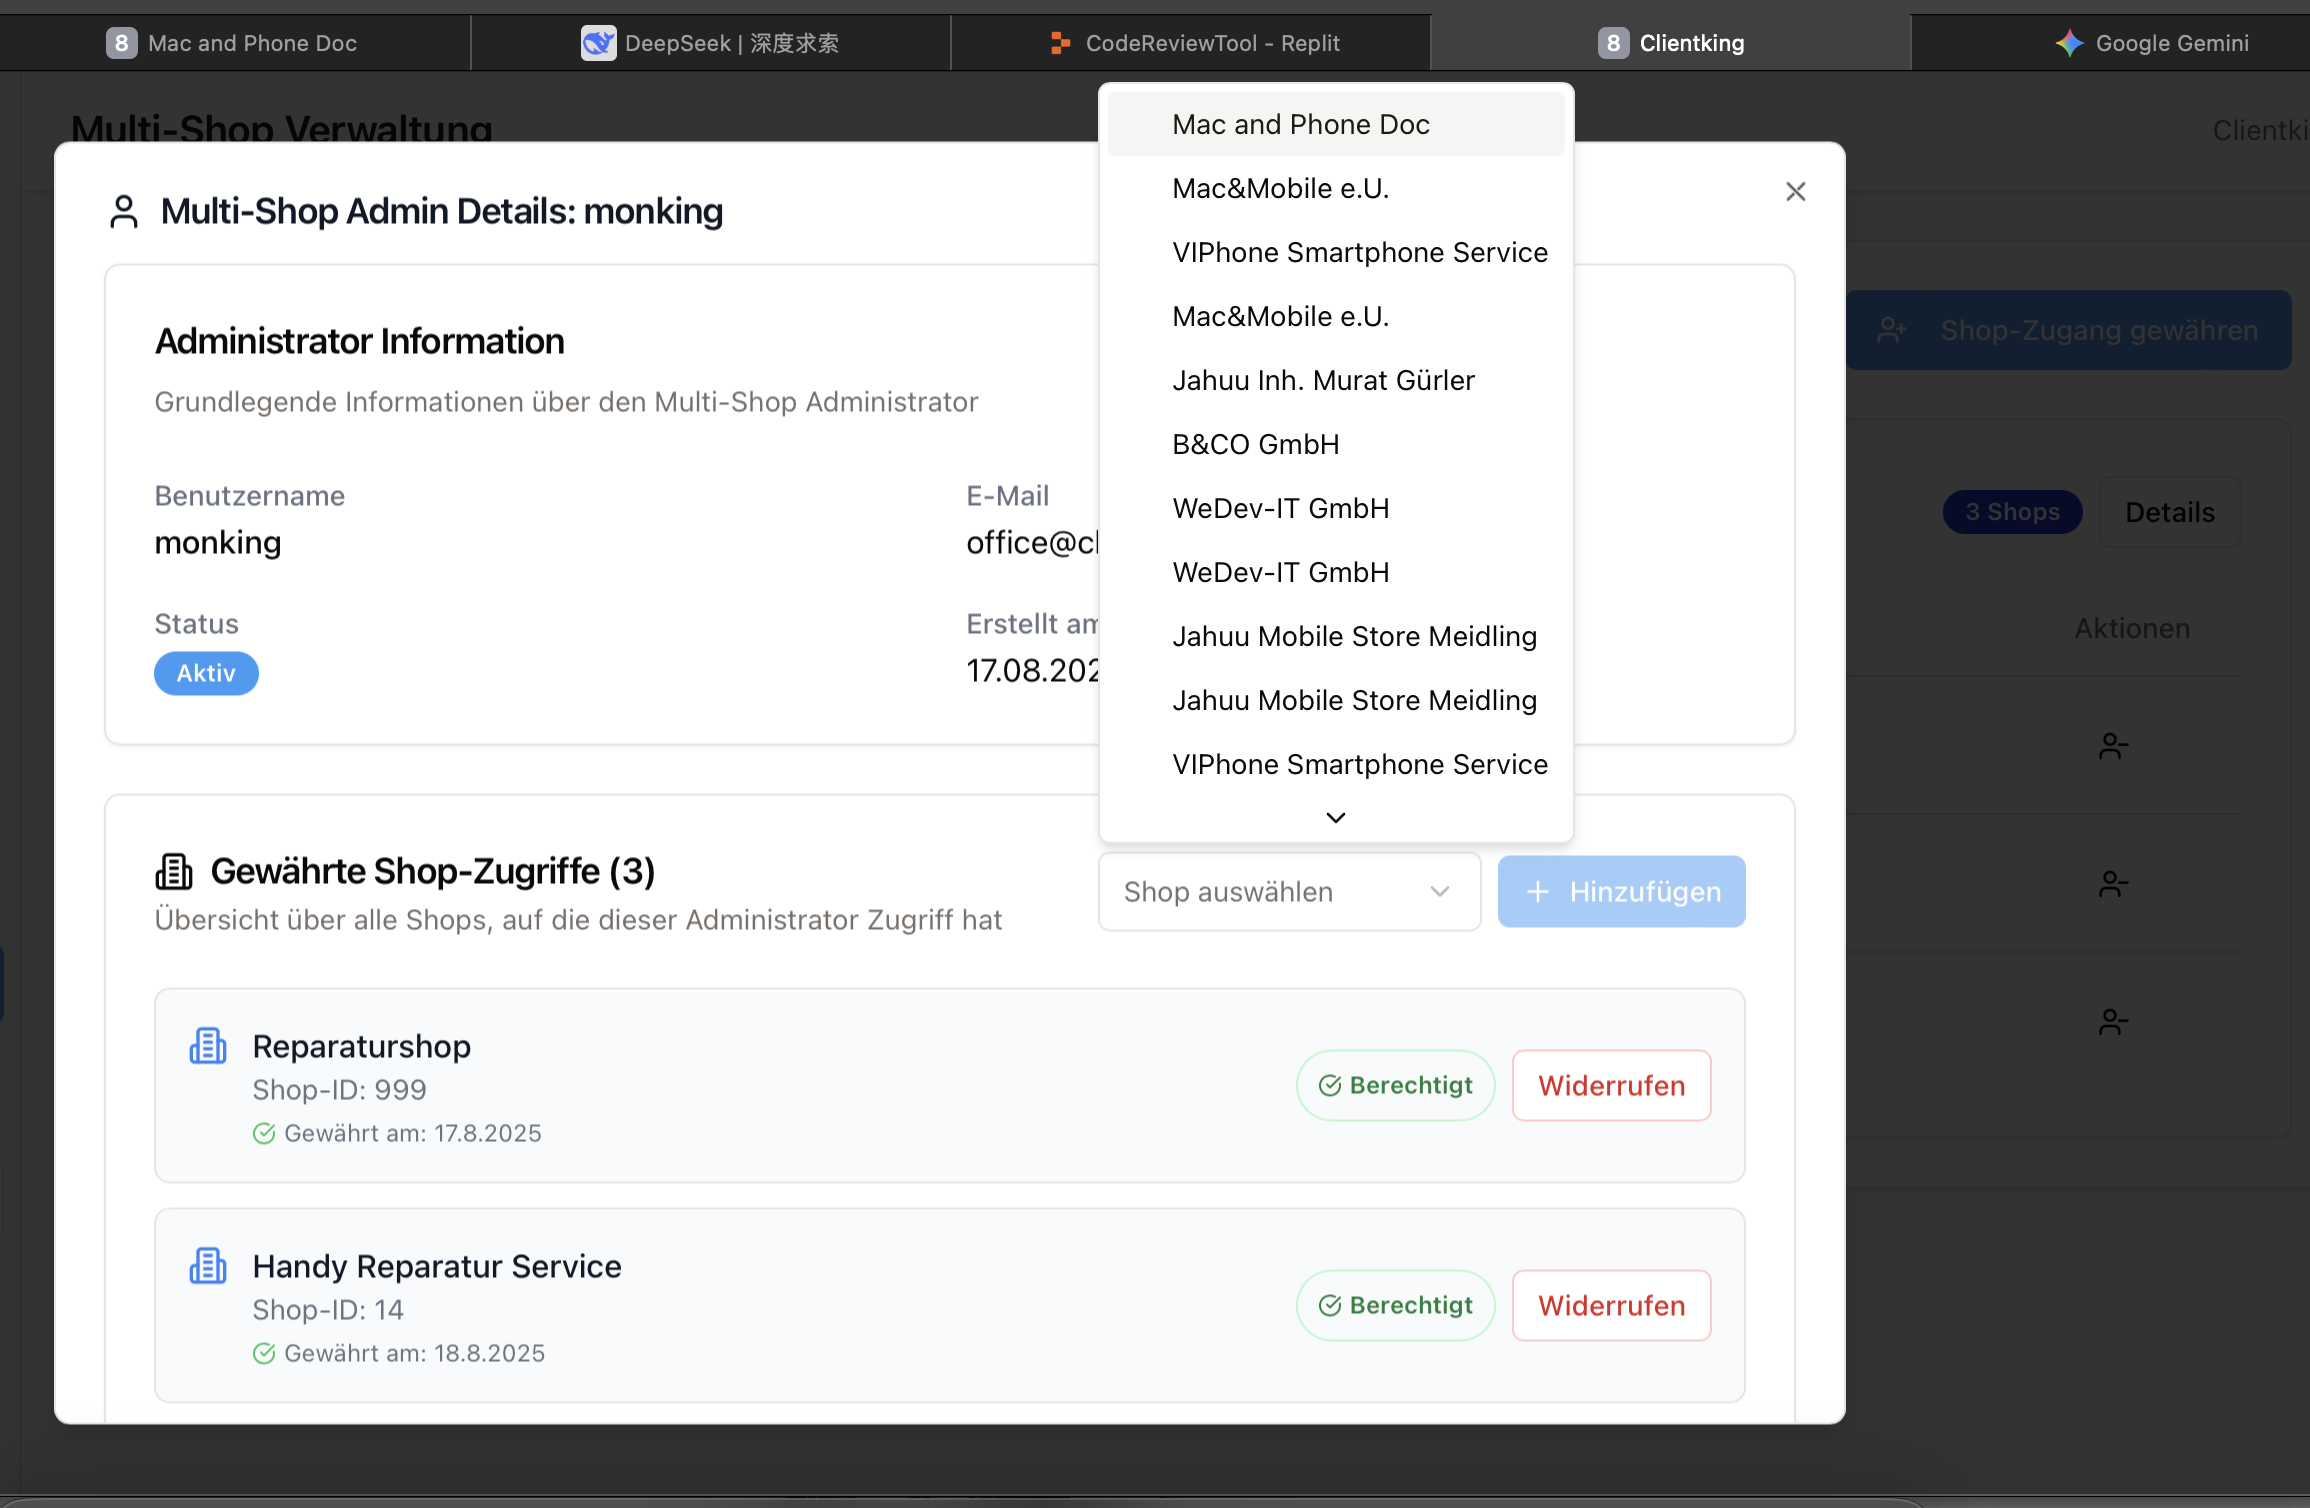 8 Mac and Phone Doc
DeepSeek | 深度求索
CodeReviewTool - Replit
8 Clientking
Google Gemini
Multi-Shop Verwaltung
Clientki
Multi-Shop Admin Details: monking
Administrator Information
Grundlegende Informationen über den Multi-Shop Administrator
Benutzername
monking
E-Mail
office@cl
Status
Aktiv
Erstellt am
17.08.202
Mac and Phone Doc
Mac&Mobile e.U.
VIPhone Smartphone Service
Mac&Mobile e.U.
Jahuu Inh. Murat Gürler
B&CO GmbH
WeDev-IT GmbH
WeDev-IT GmbH
Jahuu Mobile Store Meidling
Jahuu Mobile Store Meidling
VIPhone Smartphone Service
Shop-Zugang gewähren
3 Shops
Details
Aktionen
Gewährte Shop-Zugriffe (3)
Übersicht über alle Shops, auf die dieser Administrator Zugriff hat
Shop auswählen
+ Hinzufügen
Reparaturshop
Shop-ID: 999
Gewährt am: 17.8.2025
Berechtigt
Widerrufen
Handy Reparatur Service
Shop-ID: 14
Gewährt am: 18.8.2025
Berechtigt
Widerrufen